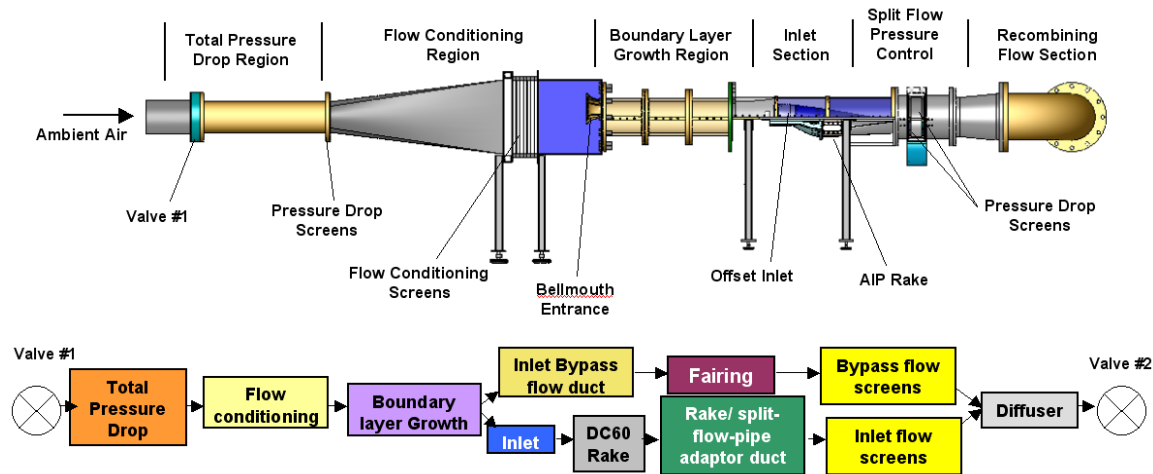 Total Pressure
Drop Region
Flow Conditioning
Region
Boundary Layer
Growth Region
Inlet
Section
Split Flow
Pressure
Control
Recombining
Flow Section
Ambient Air
Valve #1
Pressure Drop
Screens
Flow Conditioning
Screens
Bellmouth
Entrance
Offset Inlet
AIP Rake
Pressure Drop
Screens
Valve #1
Total
Pressure
Drop
Flow
conditioning
Boundary
layer Growth
Inlet Bypass
flow duct
Fairing
Bypass flow
screens
Inlet
DC60
Rake
Rake/ split-
flow-pipe
adaptor duct
Inlet flow
screens
Diffuser
Valve #2